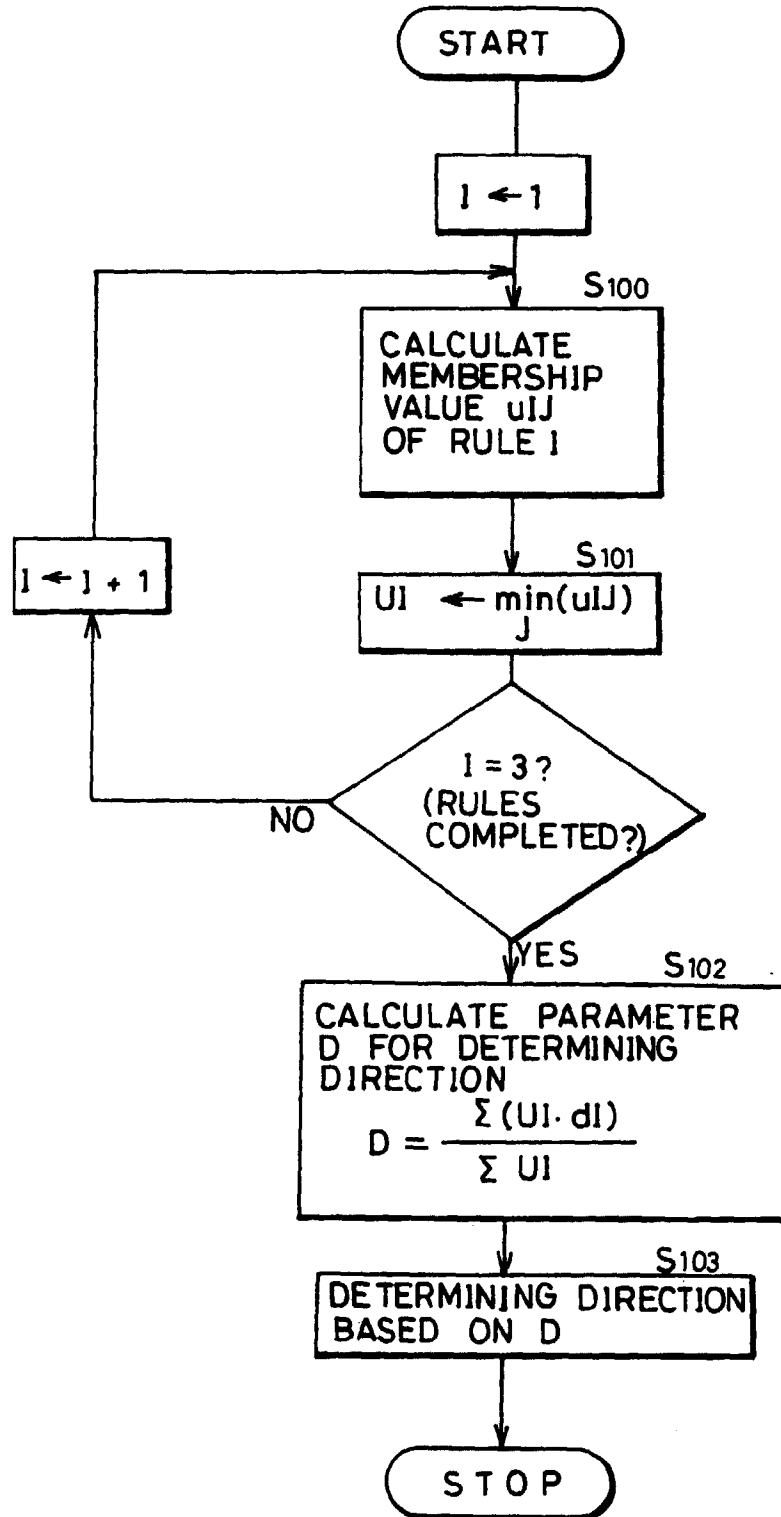 START
I ← 1
S100
CALCULATE
MEMBERSHIP
VALUE uIJ
OF RULE I
S101
UI ← min(uIJ)
J
I ← I + 1
I = 3?
(RULES
COMPLETED?)
NO
YES
S102
CALCULATE PARAMETER
D FOR DETERMINING
DIRECTION
D = Σ (UI · dI)
Σ UI
S103
DETERMINING DIRECTION
BASED ON D
STOP